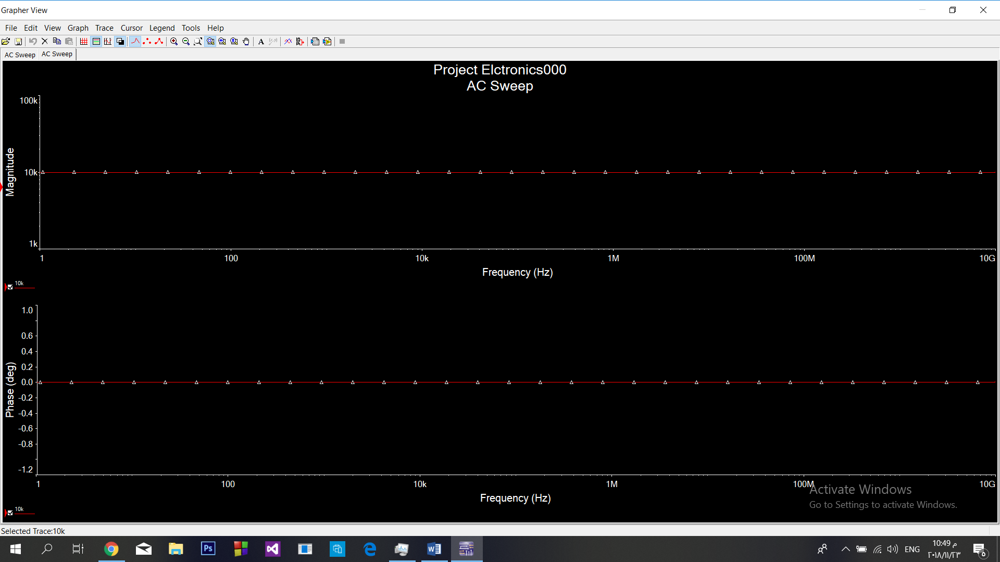 Grapher View
File Edit View Graph Trace Cursor Legend Tools Help
A
AC Sweep AC Sweep
Project Elctronics000
AC Sweep
Magnitude
100k
10k
1k
1 100 10k 1M 100M 10G
Frequency (Hz)
10k
Phase (deg)
1.0
0.6
0.4
0.2
0.0
-0.2
-0.4
-0.6
-0.8
-1.2
1 100 10k 1M 100M 10G
Frequency (Hz)
Activate Windows
Go to Settings to activate Windows.
10k
Selected Trace:10k
Ps
ENG
10:49 م
٢٠١٨/١١/٢٣
٥